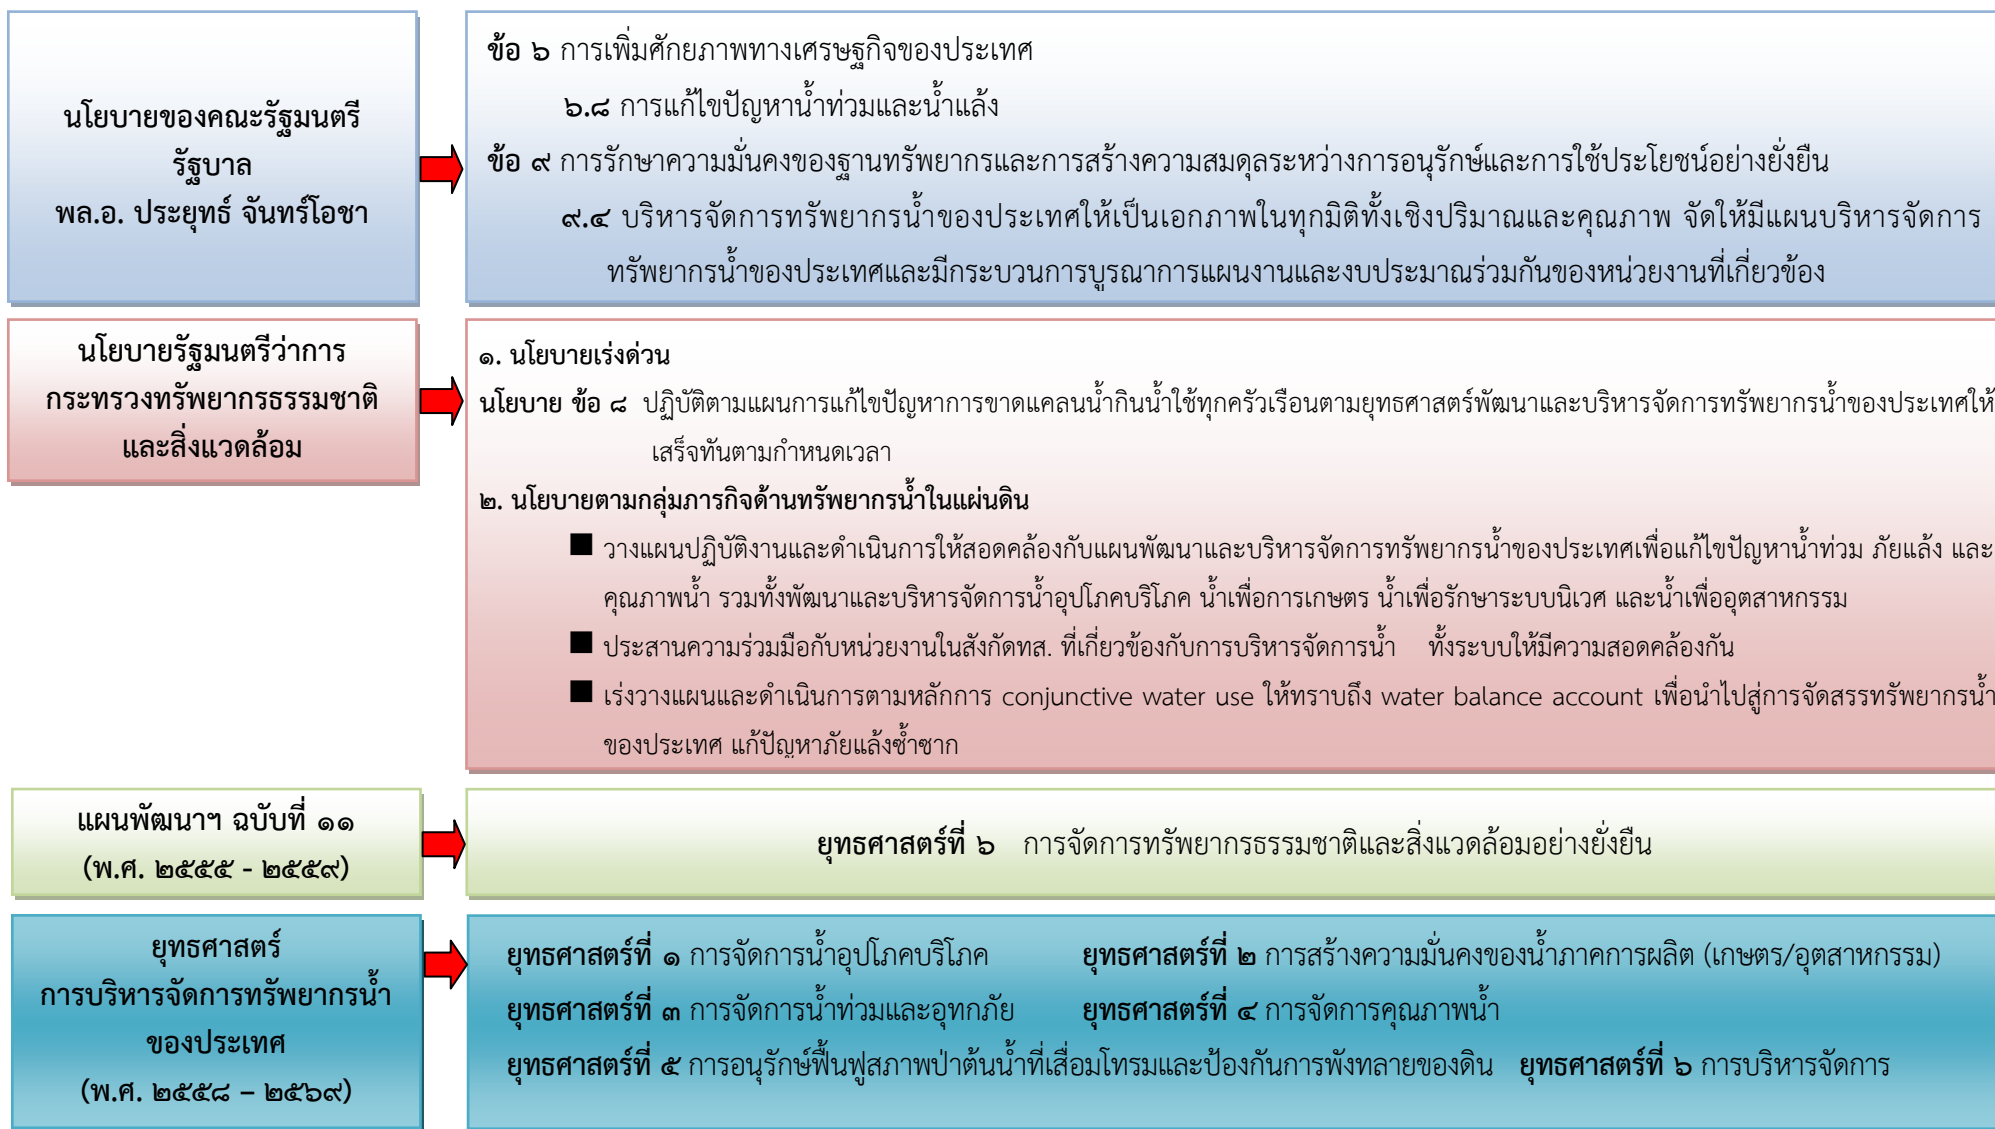 นโยบายของคณะรัฐมนตรี
รัฐบาล
พล.อ. ประยุทธ์ จันทร์โอชา
ข้อ ๖ การเพิ่มศักยภาพทางเศรษฐกิจของประเทศ
๖.๘ การแก้ไขปัญหาน้ำท่วมและน้ำแล้ง
ข้อ ๙ การรักษาความมั่นคงของฐานทรัพยากรและการสร้างความสมดุลระหว่างการอนุรักษ์และการใช้ประโยชน์อย่างยั่งยืน
๙.๔ บริหารจัดการทรัพยากรน้ำของประเทศให้เป็นเอกภาพในทุกมิติทั้งเชิงปริมาณและคุณภาพ จัดให้มีแผนบริหารจัดการ
ทรัพยากรน้ำของประเทศและมีกระบวนการบูรณาการแผนงานและงบประมาณร่วมกันของหน่วยงานที่เกี่ยวข้อง
นโยบายรัฐมนตรีว่าการ
กระทรวงทรัพยากรธรรมชาติ
และสิ่งแวดล้อม
๑. นโยบายเร่งด่วน
นโยบาย ข้อ ๘ ปฏิบัติตามแผนการแก้ไขปัญหาการขาดแคลนน้ำกินน้ำใช้ทุกครัวเรือนตามยุทธศาสตร์พัฒนาและบริหารจัดการทรัพยากรน้ำของประเทศให้
เสร็จทันตามกำหนดเวลา
๒. นโยบายตามกลุ่มภารกิจด้านทรัพยากรน้ำในแผ่นดิน
■ วางแผนปฏิบัติงานและดำเนินการให้สอดคล้องกับแผนพัฒนาและบริหารจัดการทรัพยากรน้ำของประเทศเพื่อแก้ไขปัญหาน้ำท่วม ภัยแล้ง และ
คุณภาพน้ำ รวมทั้งพัฒนาและบริหารจัดการน้ำอุปโภคบริโภค น้ำเพื่อการเกษตร น้ำเพื่อรักษาระบบนิเวศ และน้ำเพื่ออุตสาหกรรม
■ ประสานความร่วมมือกับหน่วยงานในสังกัดทส. ที่เกี่ยวข้องกับการบริหารจัดการน้ำ ทั้งระบบให้มีความสอดคล้องกัน
■ เร่งวางแผนและดำเนินการตามหลักการ conjunctive water use ให้ทราบถึง water balance account เพื่อนำไปสู่การจัดสรรทรัพยากรน้ำ
ของประเทศ แก้ปัญหาภัยแล้งซ้ำซาก
แผนพัฒนาฯ ฉบับที่ ๑๑
(พ.ศ. ๒๕๕๕ - ๒๕๕๙)
ยุทธศาสตร์ที่ ๖ การจัดการทรัพยากรธรรมชาติและสิ่งแวดล้อมอย่างยั่งยืน
ยุทธศาสตร์
การบริหารจัดการทรัพยากรน้ำ
ของประเทศ
(พ.ศ. ๒๕๕๘ – ๒๕๖๙)
ยุทธศาสตร์ที่ ๑ การจัดการน้ำอุปโภคบริโภค ยุทธศาสตร์ที่ ๒ การสร้างความมั่นคงของน้ำภาคการผลิต (เกษตร/อุตสาหกรรม)
ยุทธศาสตร์ที่ ๓ การจัดการน้ำท่วมและอุทกภัย ยุทธศาสตร์ที่ ๔ การจัดการคุณภาพน้ำ
ยุทธศาสตร์ที่ ๕ การอนุรักษ์ฟื้นฟูสภาพป่าต้นน้ำที่เสื่อมโทรมและป้องกันการพังทลายของดิน ยุทธศาสตร์ที่ ๖ การบริหารจัดการ